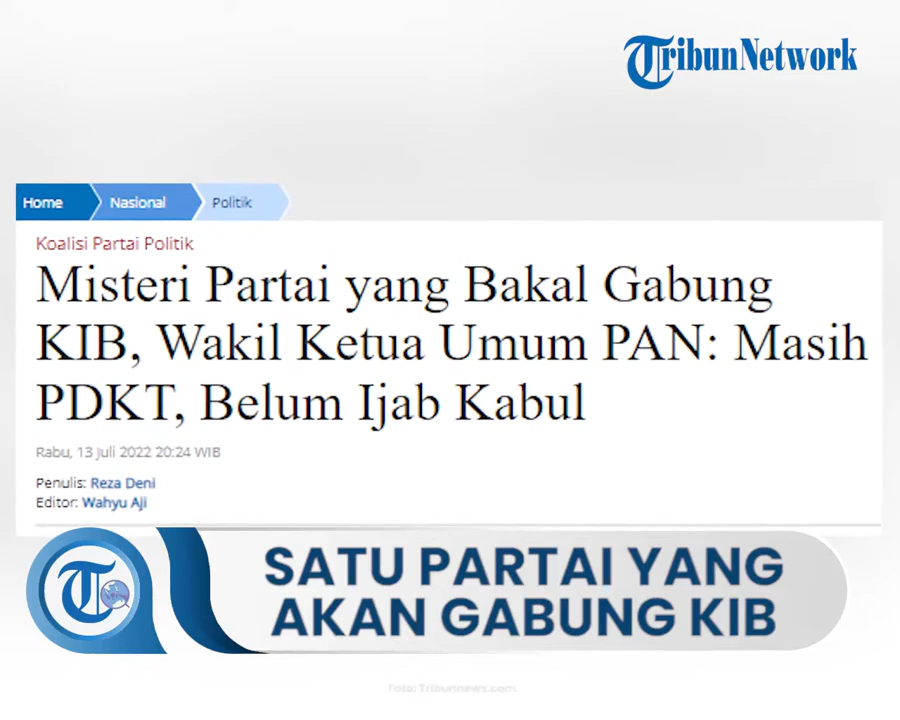 TribunNetwork
Home Nasional Politik
Koalisi Partai Politik
Misteri Partai yang Bakal Gabung
KIB, Wakil Ketua Umum PAN: Masih
PDKT, Belum Ijab Kabul
Rabu, 13 Juli 2022 20:24 WIB
Penulis: Reza Deni
Editor: Wahyu Aji
T
SATU PARTAI YANG
AKAN GABUNG KIB
Foto: Tribunnews.com